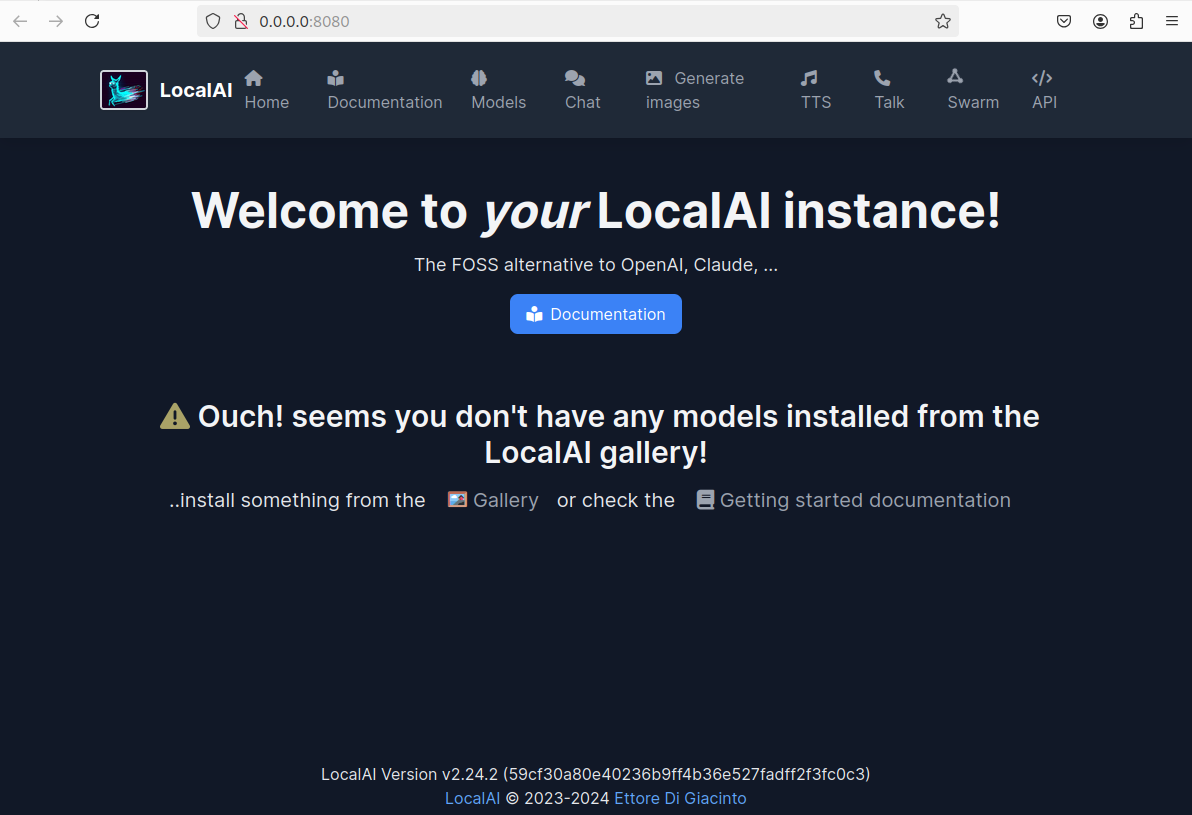 0.0.0.0:8080
LocalAI
Home
Documentation
Models
Chat
Generate
images
TTS
Talk
Swarm
API
Welcome to your LocalAI instance!
The FOSS alternative to OpenAI, Claude, ...
Documentation
Ouch! seems you don't have any models installed from the
LocalAI gallery!
..install something from the Gallery or check the Getting started documentation
LocalAI Version v2.24.2 (59cf30a80e40236b9ff4b36e527fadff2f3fc0c3)
LocalAI © 2023-2024 Ettore Di Giacinto